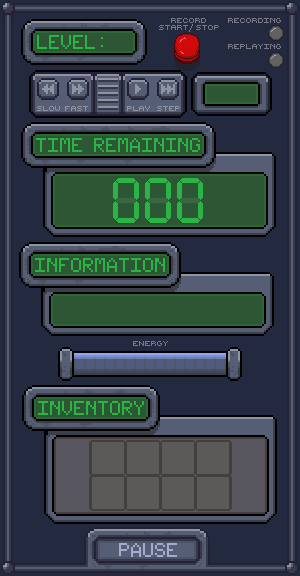 LEVEL:
RECORD
START/STOP
RECORDING
REPLAYING
SLOW FAST PLAY STEP
TIME REMAINING
000
INFORMATION
ENERGY
INVENTORY
PAUSE